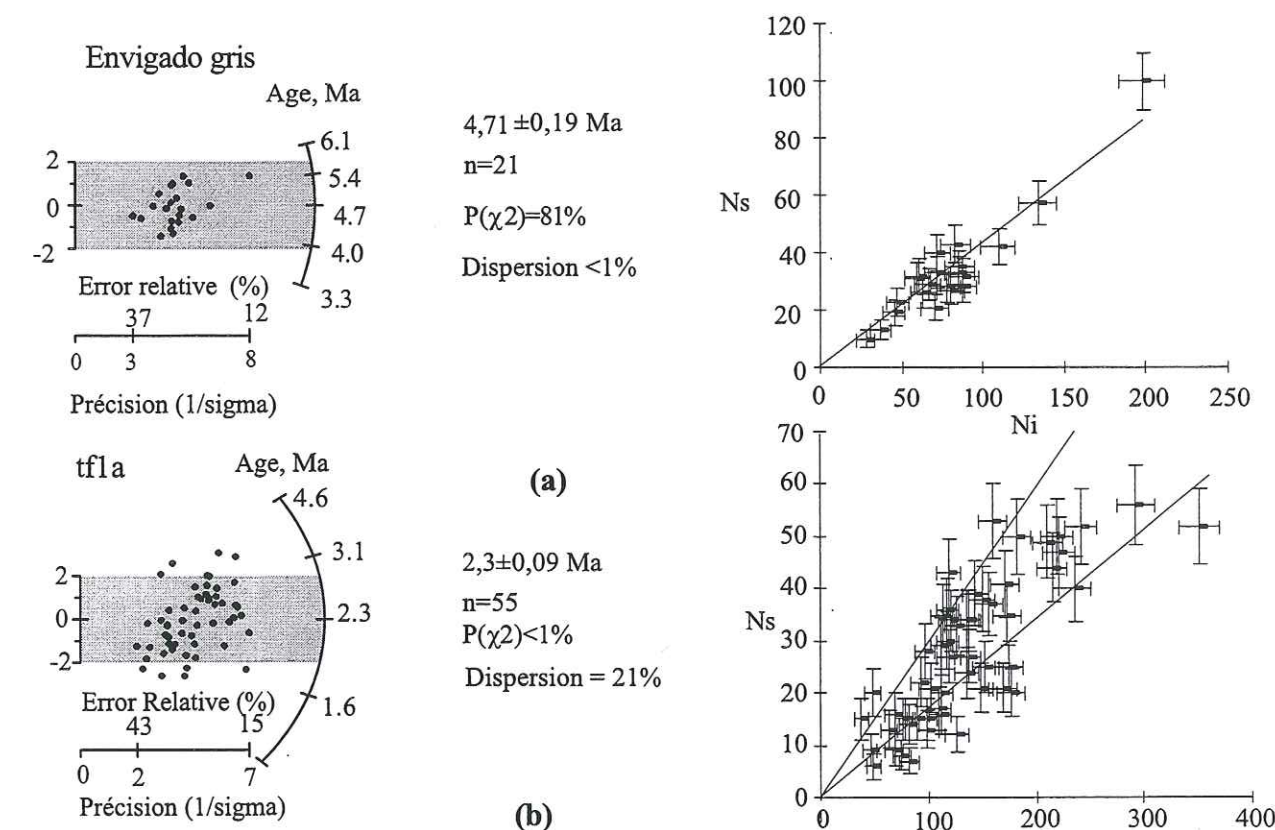 Envigado gris
Age, Ma
6.1
5.4
4.7
4.0
3.3
2
0
-2
Error relative (%)
37
12
0
3
8
Précision (1/sigma)
4,71 ±0,19 Ma
n=21
P(χ2)=81%
Dispersion <1%
120
100
80
60
40
20
0
Ns
0
50
100
150
200
250
Ni
(a)
tf1a
Age, Ma
4.6
3.1
2.3
1.6
2
0
-2
Error Relative (%)
43
15
0
2
7
Précision (1/sigma)
2,3±0,09 Ma
n=55
P(χ2)<1%
Dispersion = 21%
70
60
50
40
30
20
10
0
Ns
0
100
200
300
400
(b)